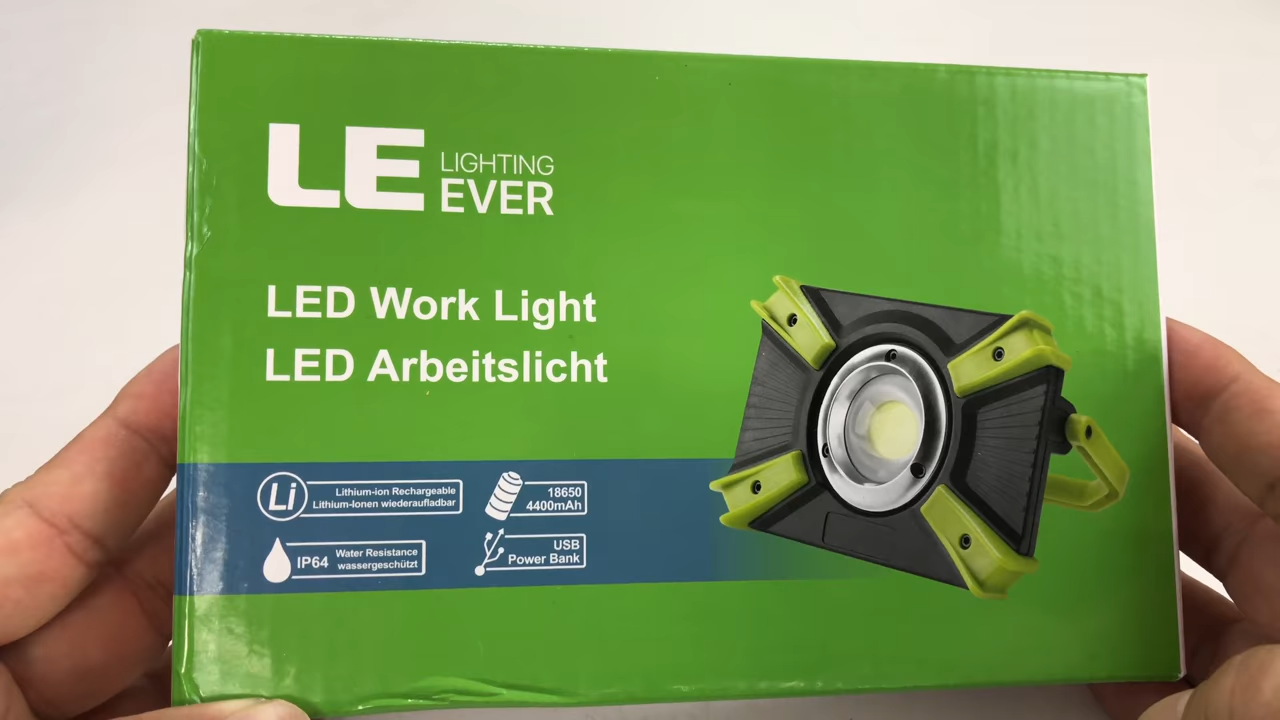 LE LIGHTING
EVER
LED Work Light
LED Arbeitslicht
Li
Lithium-ion Rechargeable
Lithium-Ionen wiederaufladbar
18650
4400mAh
IP64
Water Resistance
wassergeschützt
USB
Power Bank